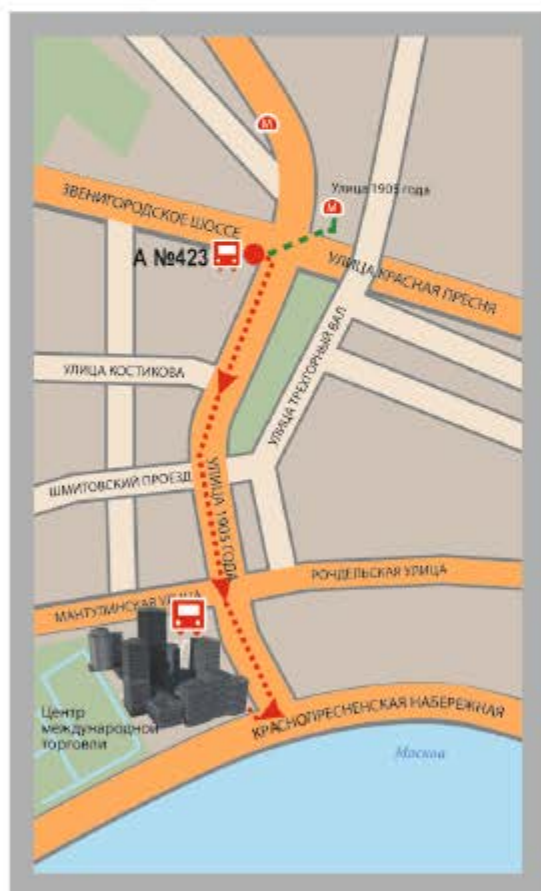 М
Улица 1905 года
М
ЗВЕНИГОРОДСКОЕ ШОССЕ
А №423
УЛИЦА КРАСНАЯ ПРЕСНЯ
УЛИЦА КОСТИКОВА
УЛИЦА ТРЕХГОРНЫЙ ВАЛ
ШМИТОВСКИЙ ПРОЕЗД
УЛИЦА 1905 ГОДА
РОЧДЕЛЬСКАЯ УЛИЦА
МАНТУЛИНСКАЯ УЛИЦА
Центр
международной
торговли
КРАСНОПРЕСНЕНСКАЯ НАБЕРЕЖНАЯ
Москва